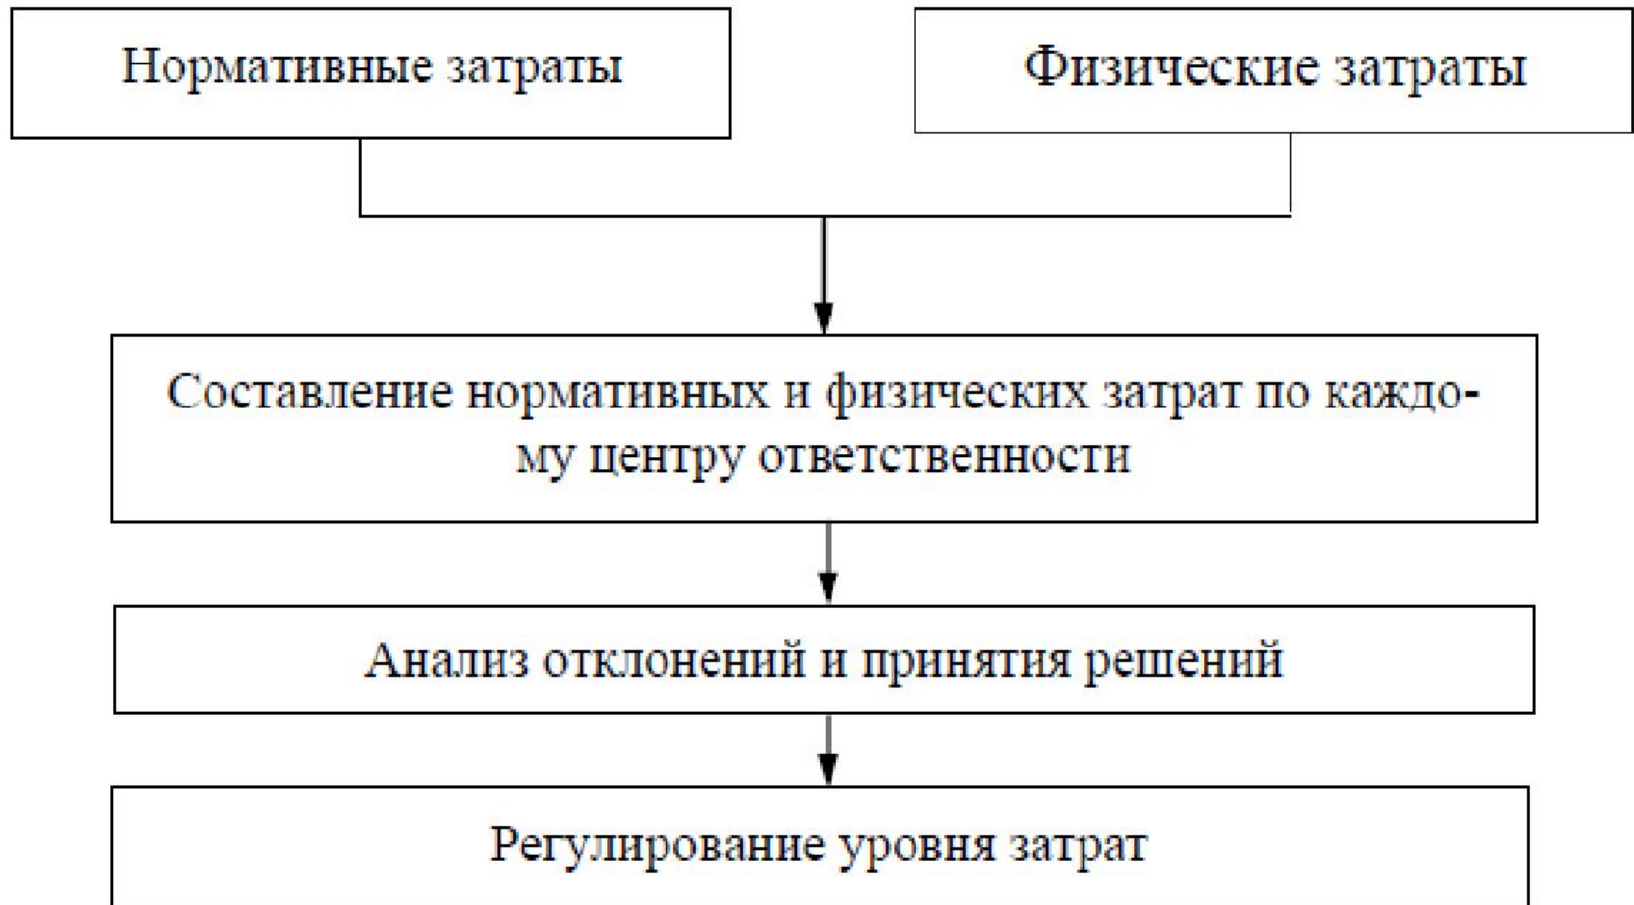 Нормативные затраты
Физические затраты
Составление нормативных и физических затрат по каждо-
му центру ответственности
Анализ отклонений и принятия решений
Регулирование уровня затрат